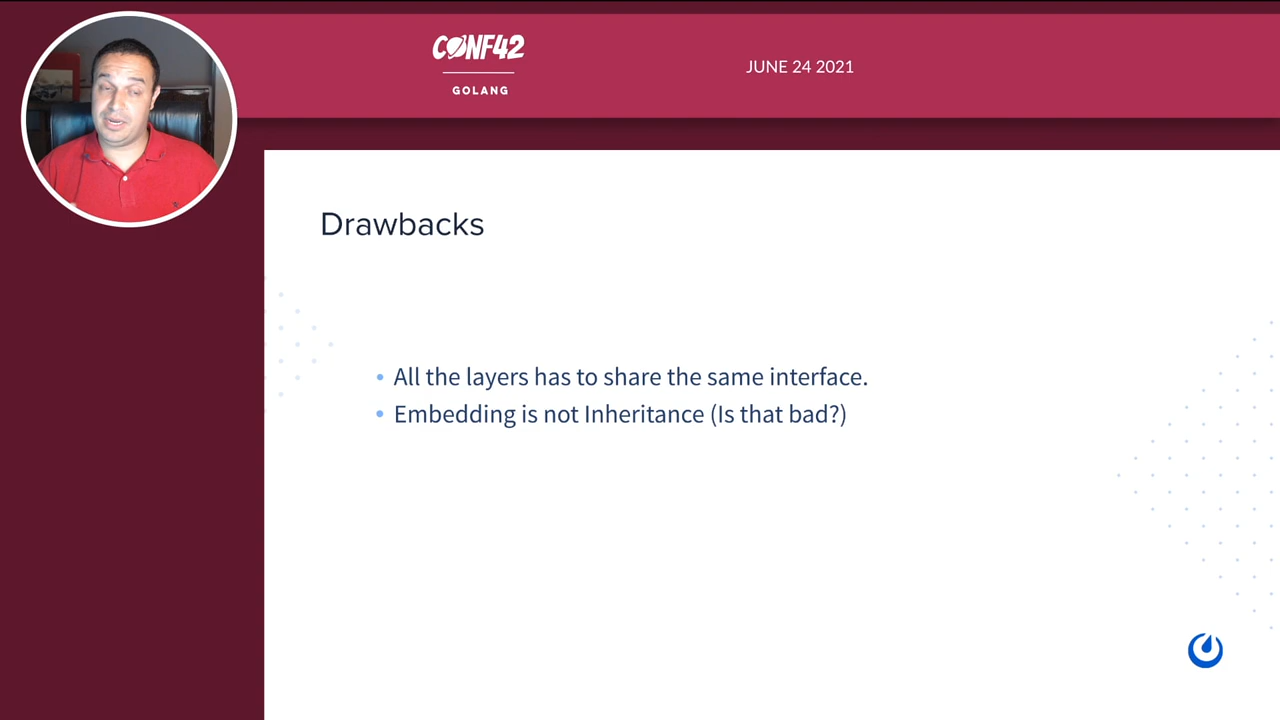 CONF42
GOLANG
JUNE 24 2021
Drawbacks
• All the layers has to share the same interface.
• Embedding is not Inheritance (Is that bad?)